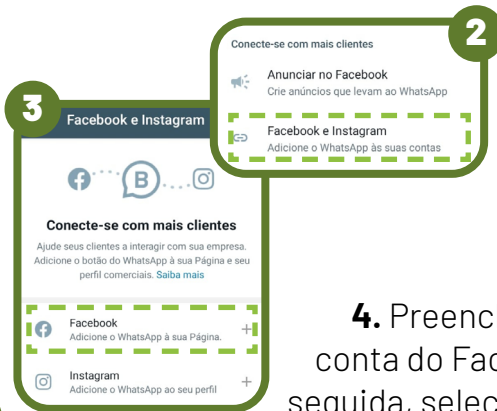 2
Conecte-se com mais clientes
Anunciar no Facebook
Crie anúncios que levam ao WhatsApp
Facebook e Instagram
Adicione o WhatsApp às suas contas
3
Facebook e Instagram
B
Conecte-se com mais clientes
Ajude seus clientes a interagir com sua empresa.
Adicione o botão do WhatsApp à sua Página e seu
perfil comerciais. Saiba mais
Facebook
Adicione o WhatsApp à sua Página.
Instagram
Adicione o WhatsApp ao seu perfil
4. Preenc
conta do Fac
seguida, selec